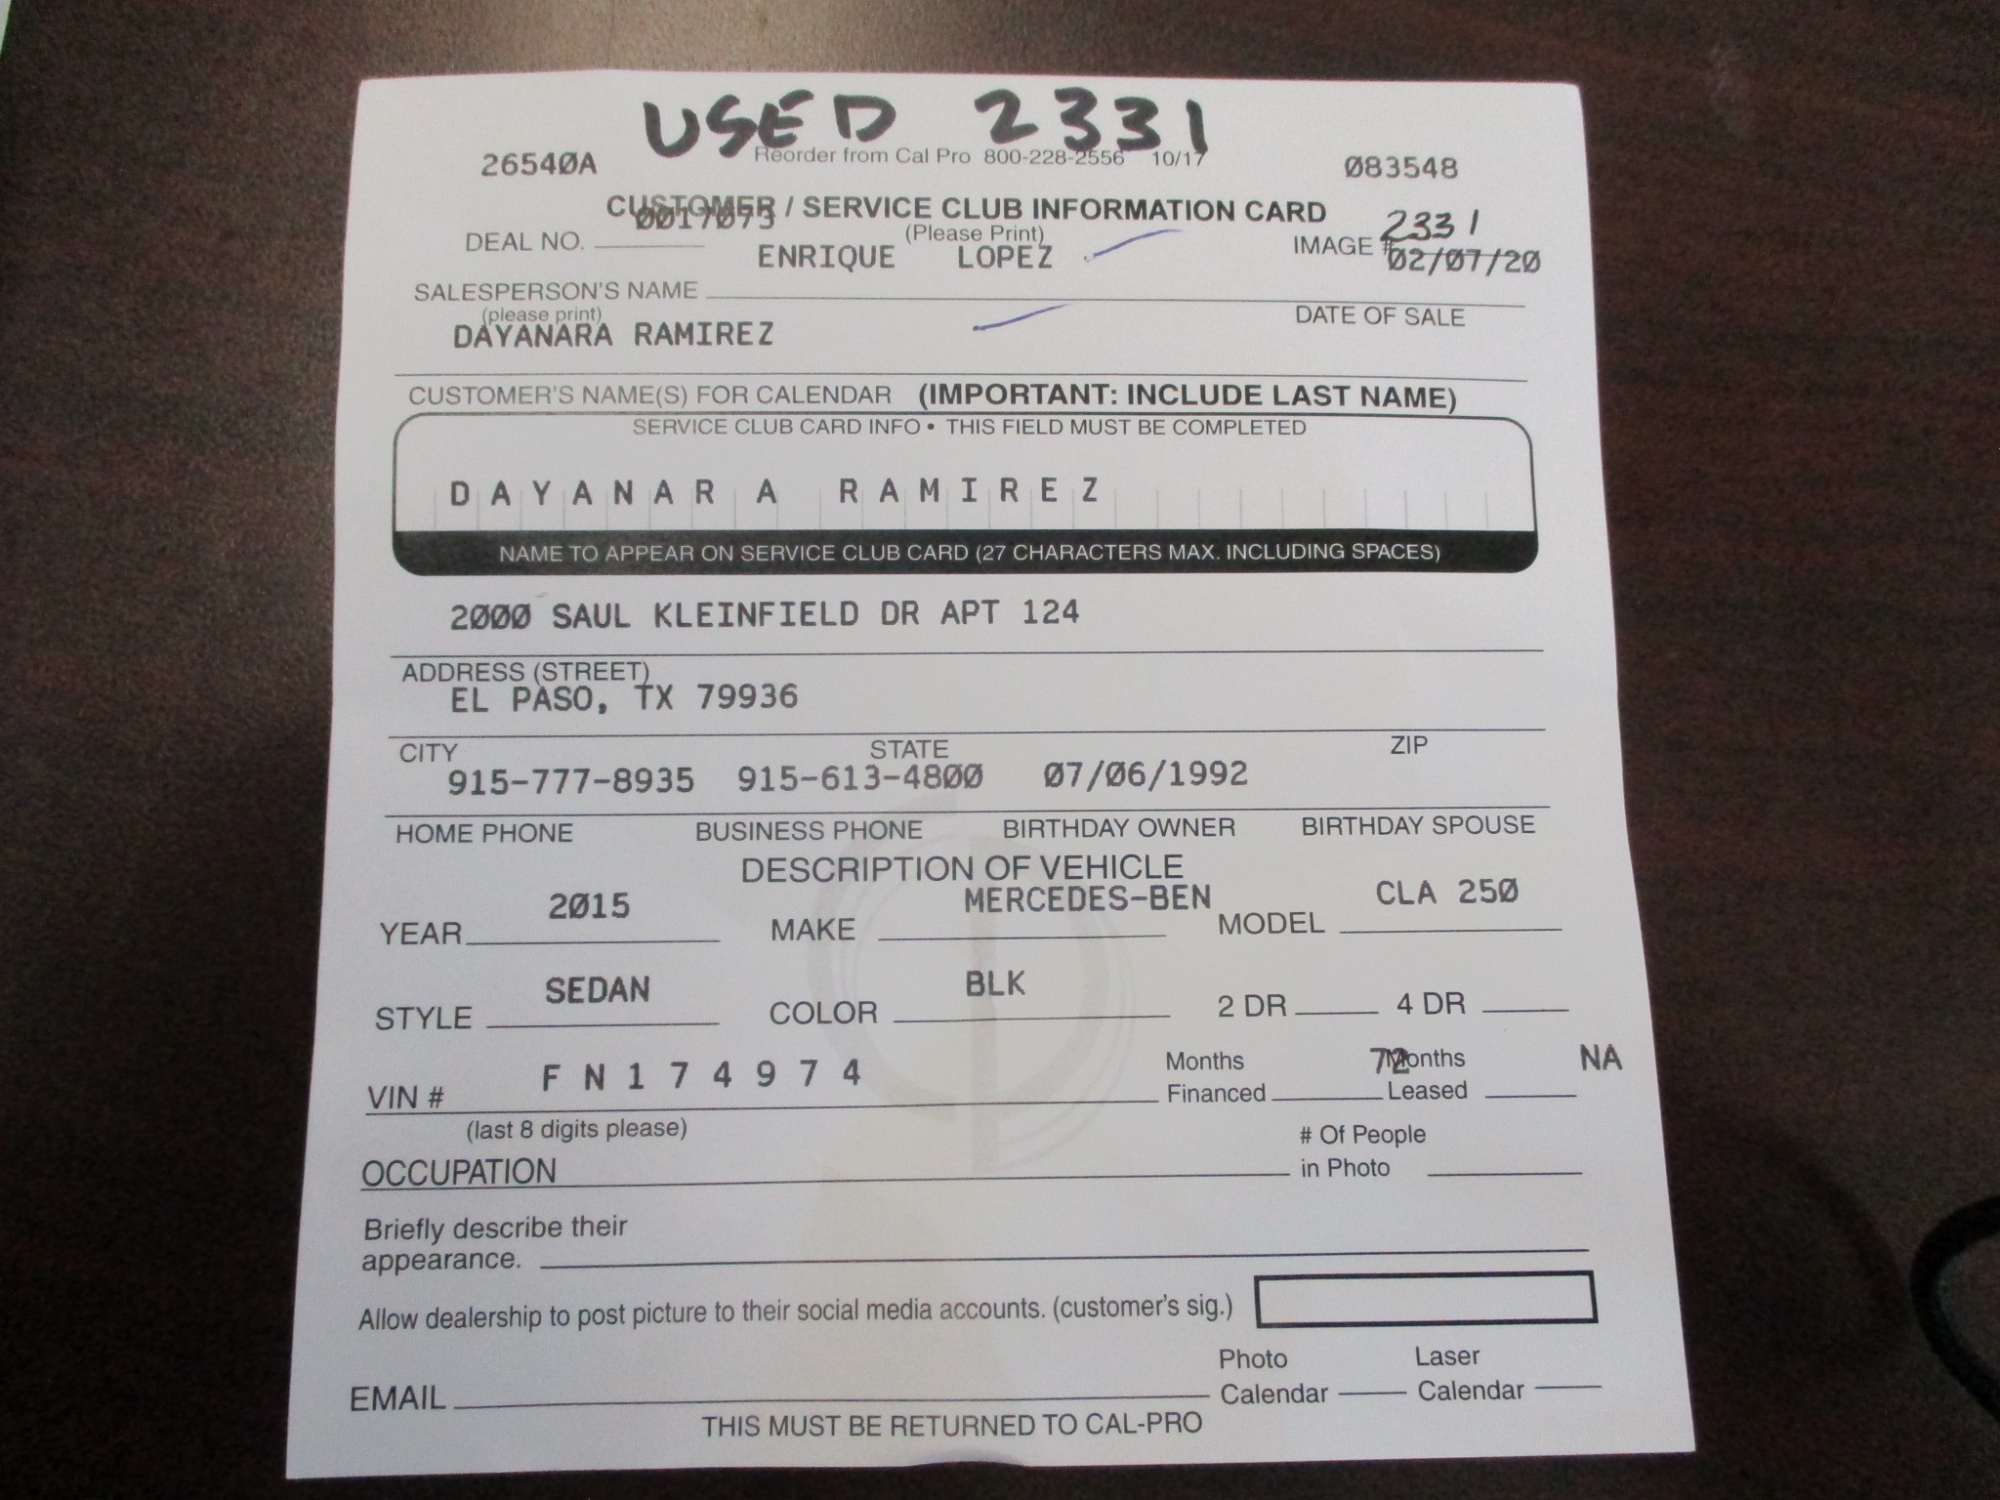 USED 2331
Reorder from Cal Pro 800-228-2556 10/17
26540A 083548
CUSTOMER / SERVICE CLUB INFORMATION CARD
(Please Print)
DEAL NO. 0017073 IMAGE # 2331
ENRIQUE LOPEZ 02/07/20
SALESPERSON'S NAME
(please print) DATE OF SALE
DAYANARA RAMIREZ
CUSTOMER'S NAME(S) FOR CALENDAR (IMPORTANT: INCLUDE LAST NAME)
SERVICE CLUB CARD INFO • THIS FIELD MUST BE COMPLETED
DAYANARA RAMIREZ
NAME TO APPEAR ON SERVICE CLUB CARD (27 CHARACTERS MAX. INCLUDING SPACES)
2000 SAUL KLEINFIELD DR APT 124
ADDRESS (STREET)
EL PASO, TX 79936
CITY STATE ZIP
915-777-8935 915-613-4800 07/06/1992
HOME PHONE BUSINESS PHONE BIRTHDAY OWNER BIRTHDAY SPOUSE
DESCRIPTION OF VEHICLE
YEAR 2015 MAKE MERCEDES-BEN MODEL CLA 250
STYLE SEDAN COLOR BLK 2 DR 4 DR
VIN # FN174974 Months Financed 72 Months Leased NA
(last 8 digits please)
OCCUPATION # Of People in Photo
Briefly describe their
appearance.
Allow dealership to post picture to their social media accounts. (customer's sig.)
EMAIL Photo Calendar Laser Calendar
THIS MUST BE RETURNED TO CAL-PRO